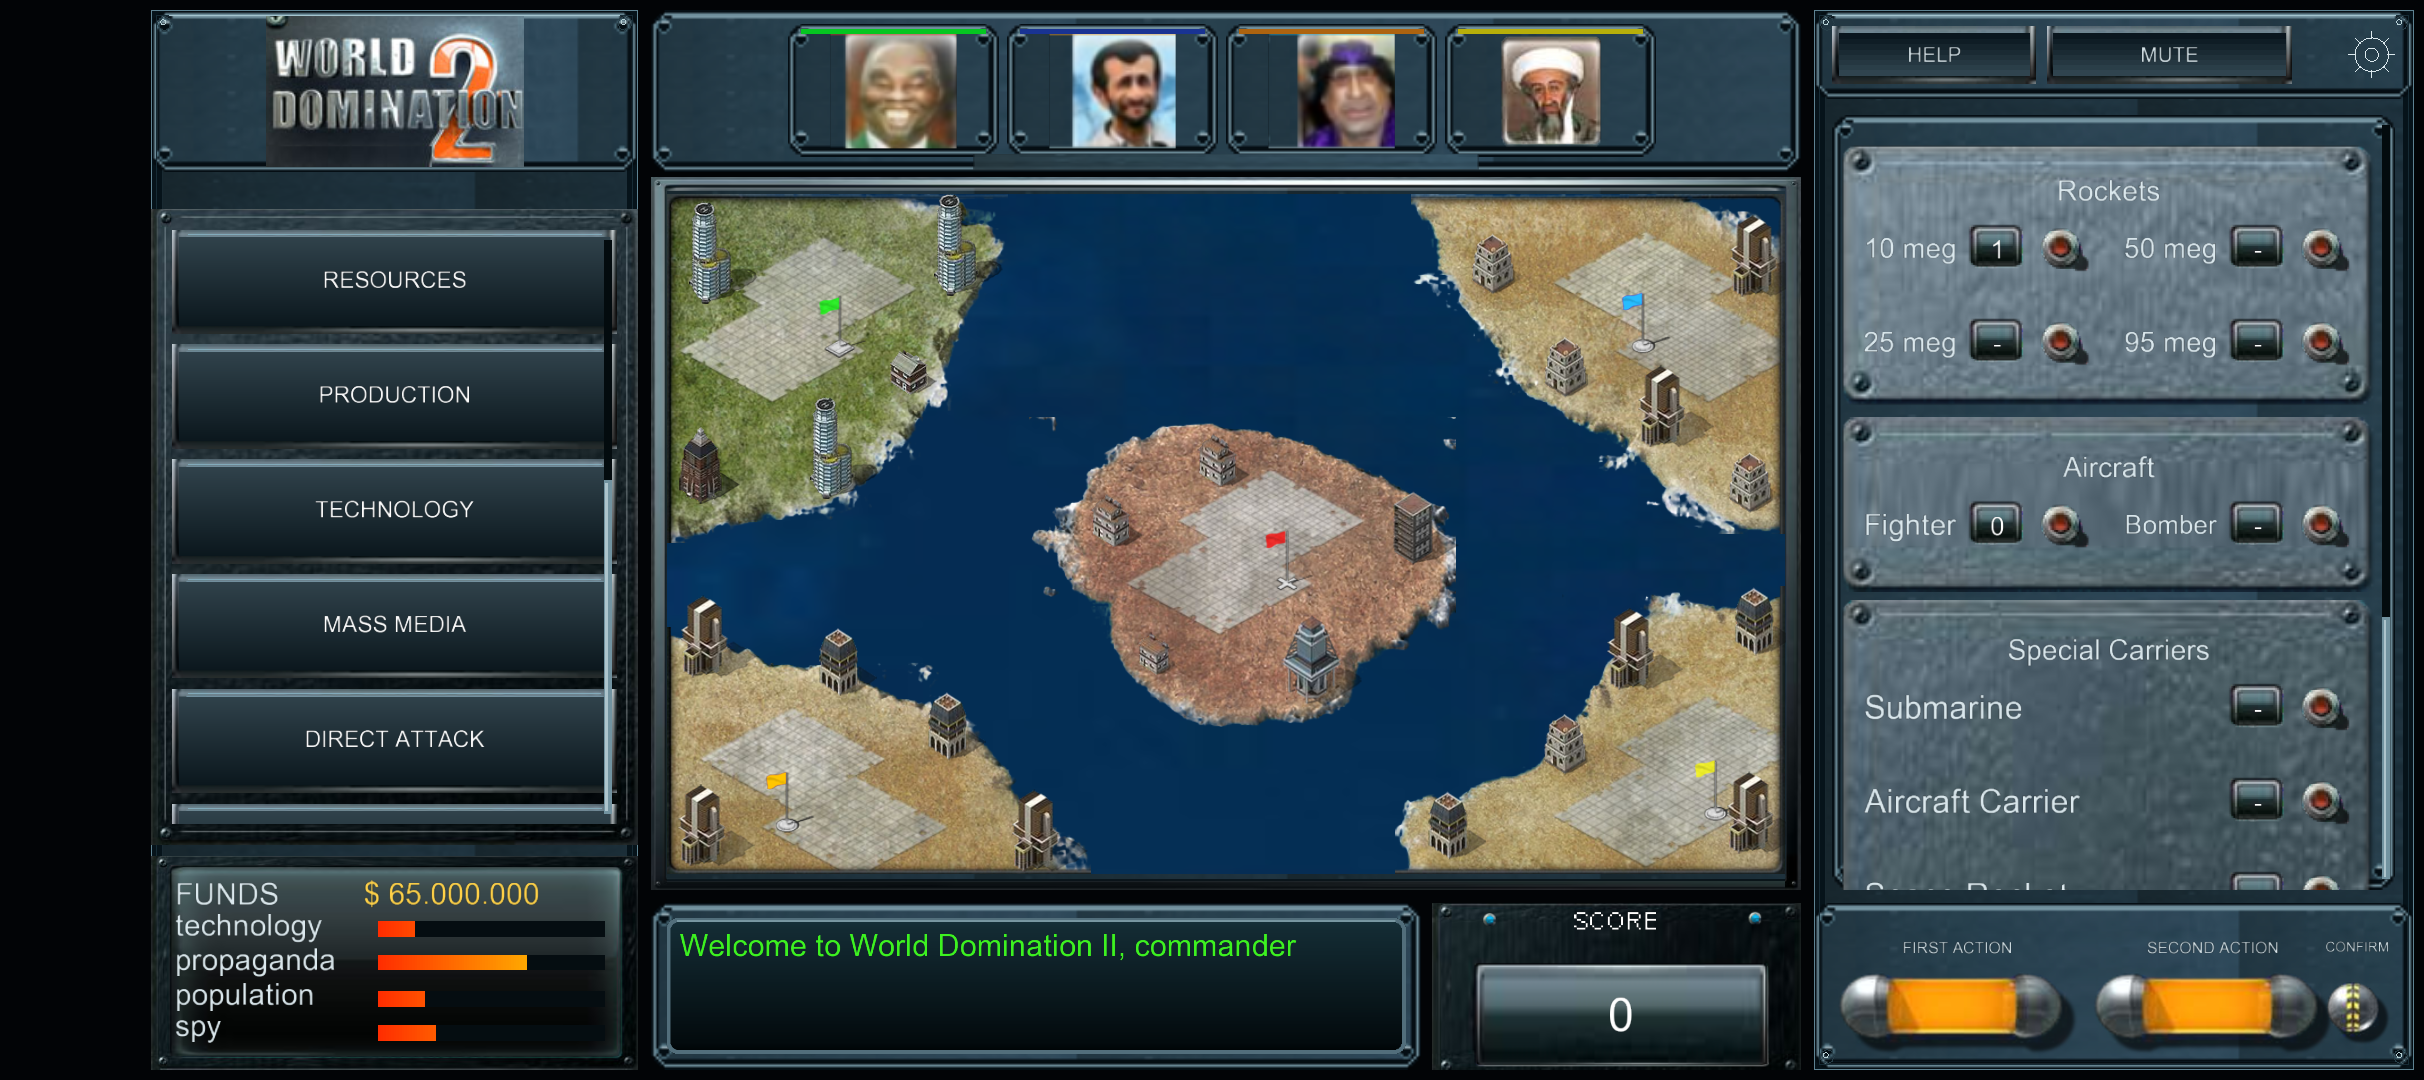 WORLD
DOMINATION
2
RESOURCES
PRODUCTION
TECHNOLOGY
MASS MEDIA
DIRECT ATTACK
FUNDS $ 65.000.000
technology
propaganda
population
spy
Welcome to World Domination II, commander
SCORE
0
HELP MUTE
Rockets
10 meg 1 50 meg -
25 meg - 95 meg -
Aircraft
Fighter 0 Bomber -
Special Carriers
Submarine -
Aircraft Carrier -
FIRST ACTION SECOND ACTION CONFIRM